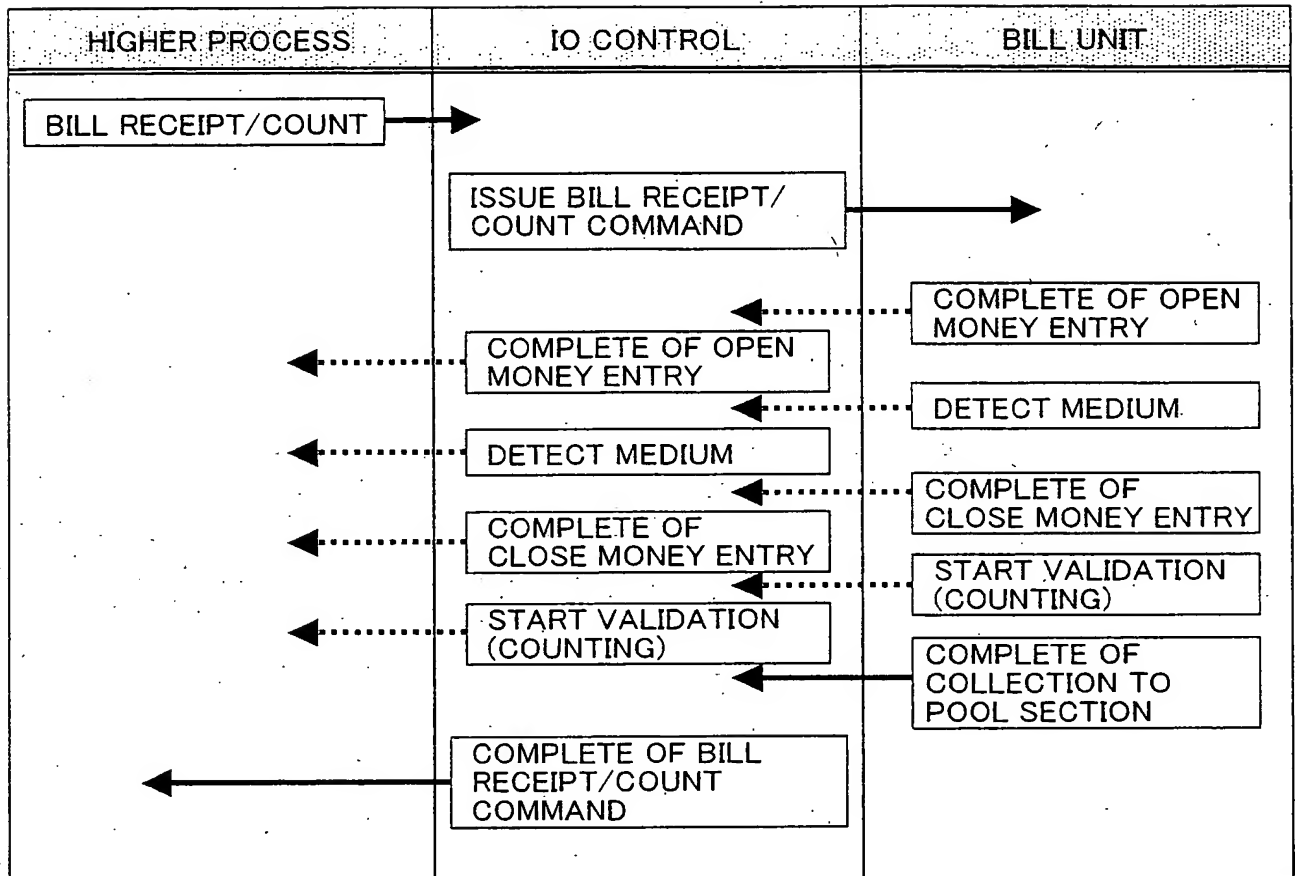 HIGHER PROCESS
IO CONTROL
BILL UNIT
BILL RECEIPT/COUNT
ISSUE BILL RECEIPT/
COUNT COMMAND
COMPLETE OF OPEN
MONEY ENTRY
COMPLETE OF OPEN
MONEY ENTRY
DETECT MEDIUM
DETECT MEDIUM
COMPLETE OF
CLOSE MONEY ENTRY
COMPLETE OF
CLOSE MONEY ENTRY
START VALIDATION
(COUNTING)
START VALIDATION
(COUNTING)
COMPLETE OF
COLLECTION TO
POOL SECTION
COMPLETE OF BILL
RECEIPT/COUNT
COMMAND